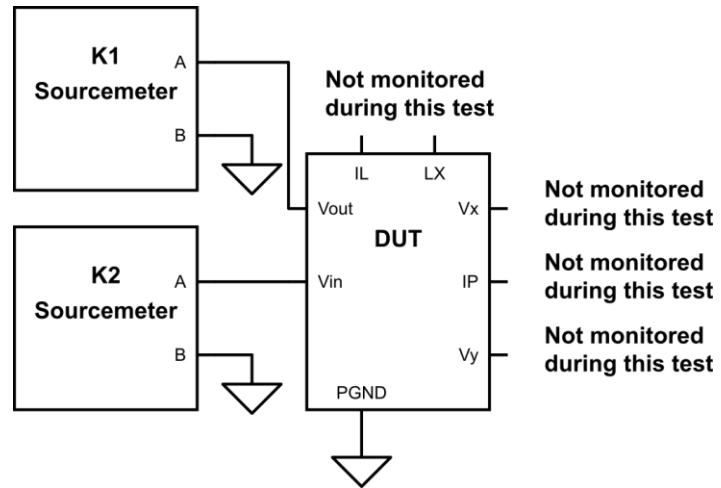 K1
Sourcemeter
A
B
Not monitored
during this test
IL
LX
Vout
Vx
DUT
Not monitored
during this test
K2
Sourcemeter
A
B
Vin
IP
Not monitored
during this test
Vy
Not monitored
during this test
PGND